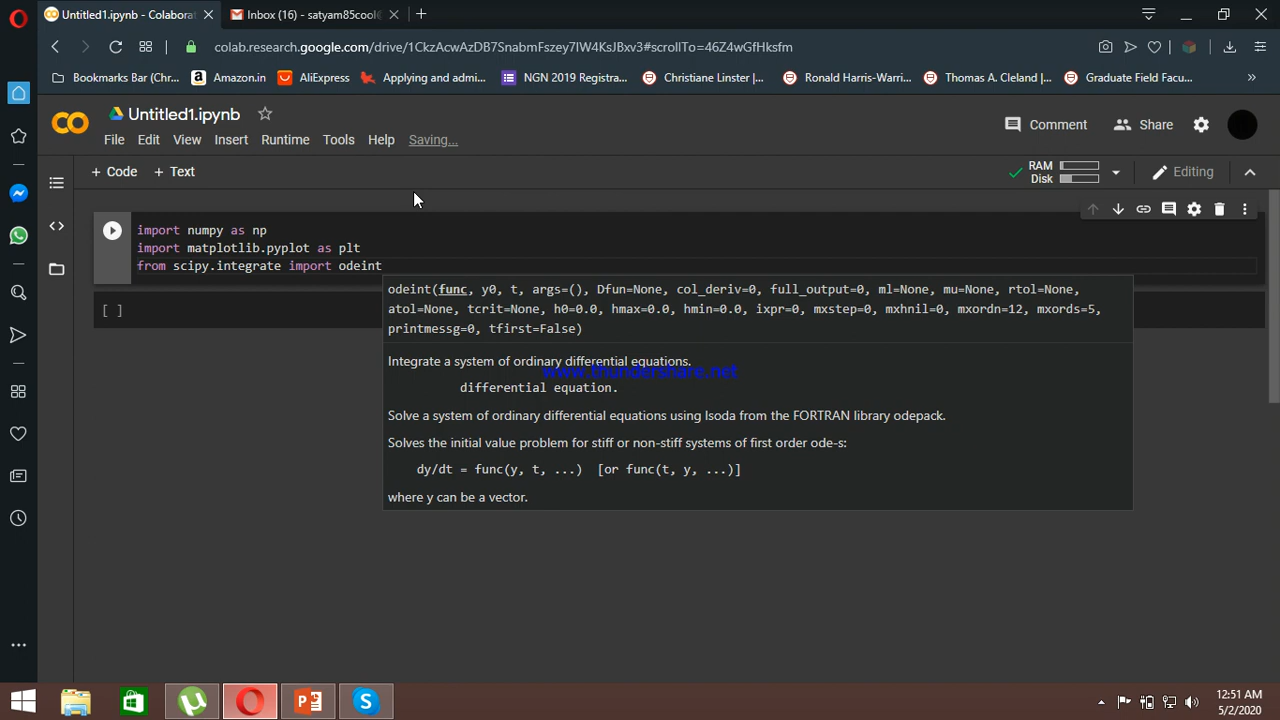 Untitled1.ipynb - Colaborat
Inbox (16) - satyam85cool@
colab.research.google.com/drive/1CkzAcwAzDB7SnabmFszey7IW4KsJBxv3#scrollTo=46Z4wGfHksfm
Bookmarks Bar (Chr... Amazon.in AliExpress Applying and admi... NGN 2019 Registra... Christiane Linster |... Ronald Harris-Warri... Thomas A. Cleland |... Graduate Field Facu...
Untitled1.ipynb
Comment Share
File Edit View Insert Runtime Tools Help Saving...
+ Code + Text
RAM
Disk
Editing
import numpy as np
import matplotlib.pyplot as plt
from scipy.integrate import odeint
odeint(func, y0, t, args=(), Dfun=None, col_deriv=0, full_output=0, ml=None, mu=None, rtol=None,
atol=None, tcrit=None, h0=0.0, hmax=0.0, hmin=0.0, ixpr=0, mxstep=0, mxhnil=0, mxordn=12, mxords=5,
printmessg=0, tfirst=False)
[ ]
Integrate a system of ordinary differential equations.
www.thundershare.net
differential equation.
Solve a system of ordinary differential equations using lsoda from the FORTRAN library odepack.
Solves the initial value problem for stiff or non-stiff systems of first order ode-s:
dy/dt = func(y, t, ...) [or func(t, y, ...)]
where y can be a vector.
12:51 AM
5/2/2020